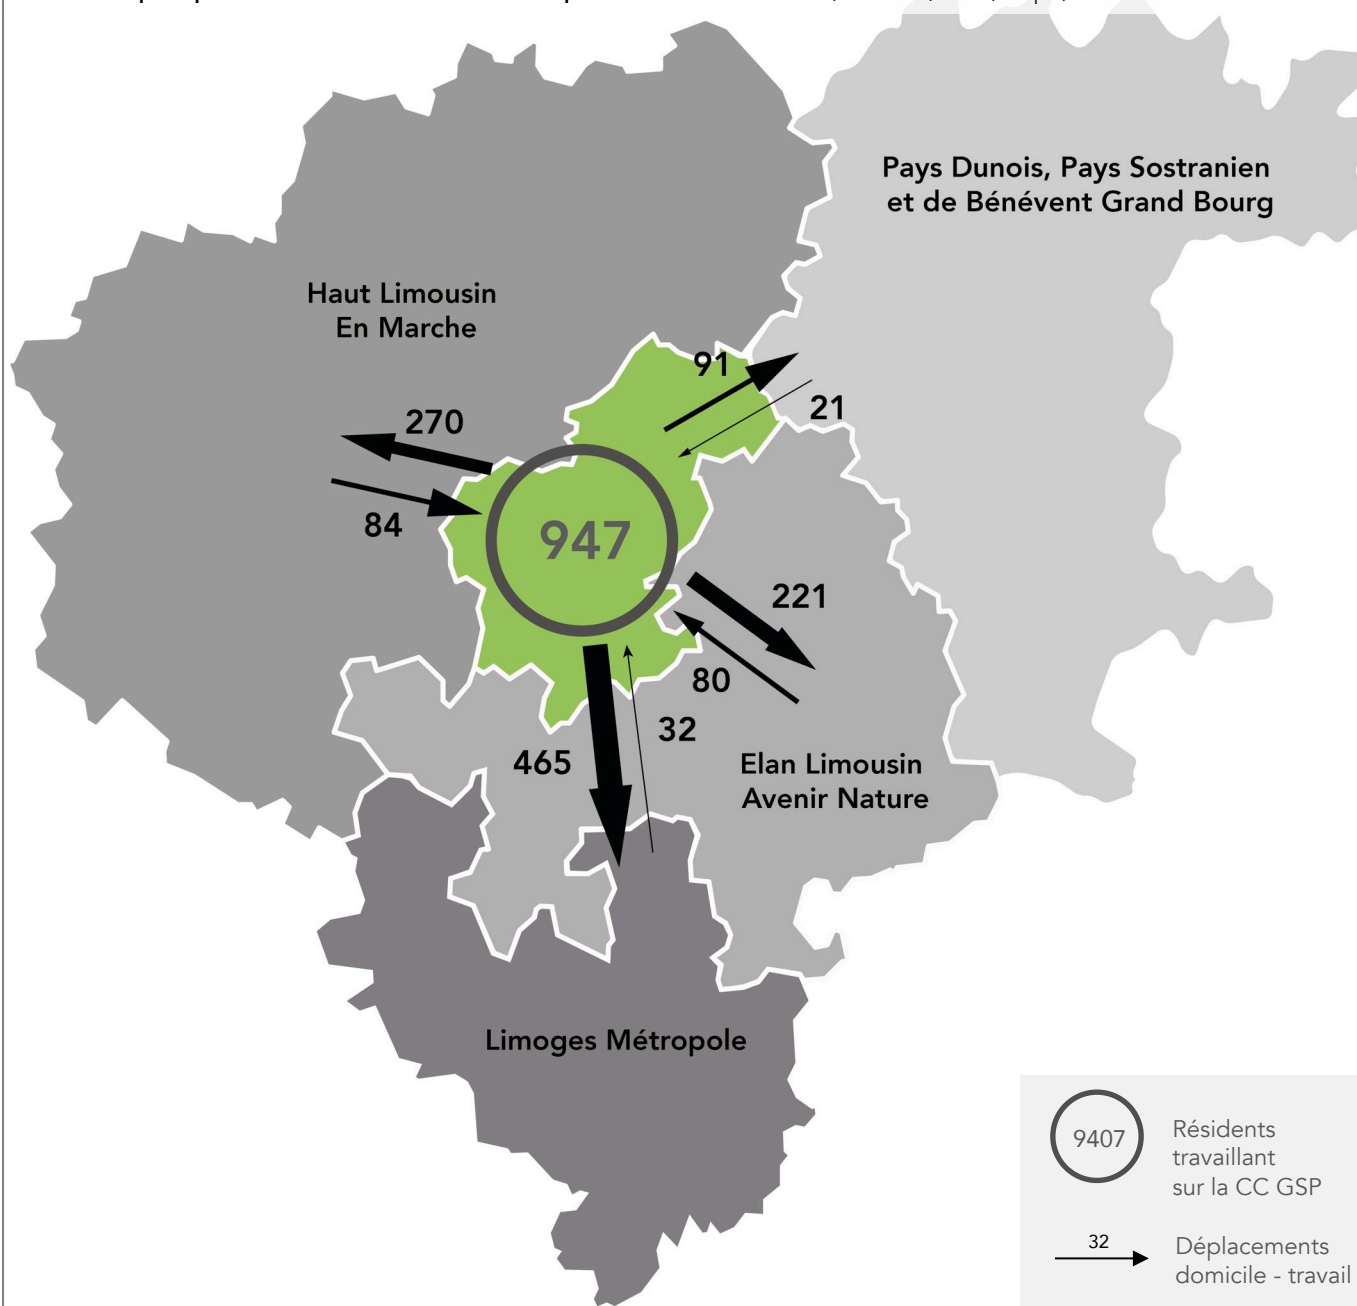 Pays Dunois, Pays Sostranien
et de Bénévent Grand Bourg
Haut Limousin
En Marche
91
270
21
84
947
221
80
32
465
Elan Limousin
Avenir Nature
Limoges Métropole
9407
Résidents
travaillant
sur la CC GSP
32
Déplacements
domicile - travail